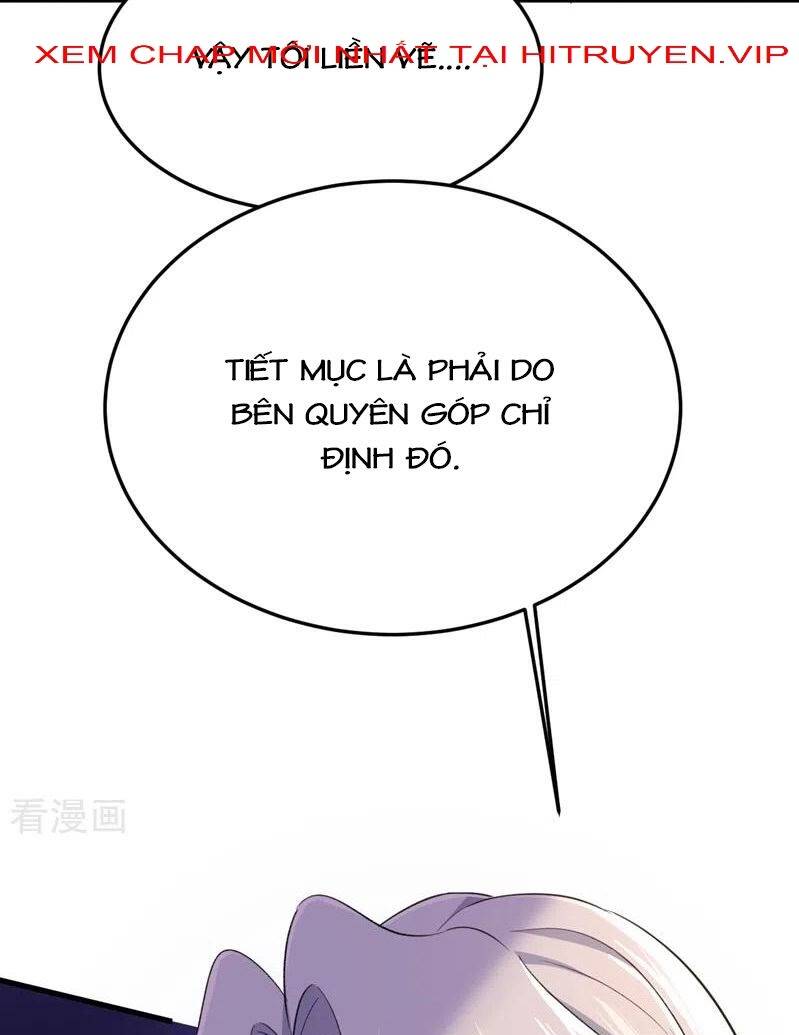 XEM CHAP MỚI NHẤT TẠI HITRUYEN.VIP
VẬY TÔI LIỀN VẼ....
TIẾT MỤC LÀ PHẢI DO
BÊN QUYÊN GÓP CHỈ
ĐỊNH ĐÓ.
看漫画